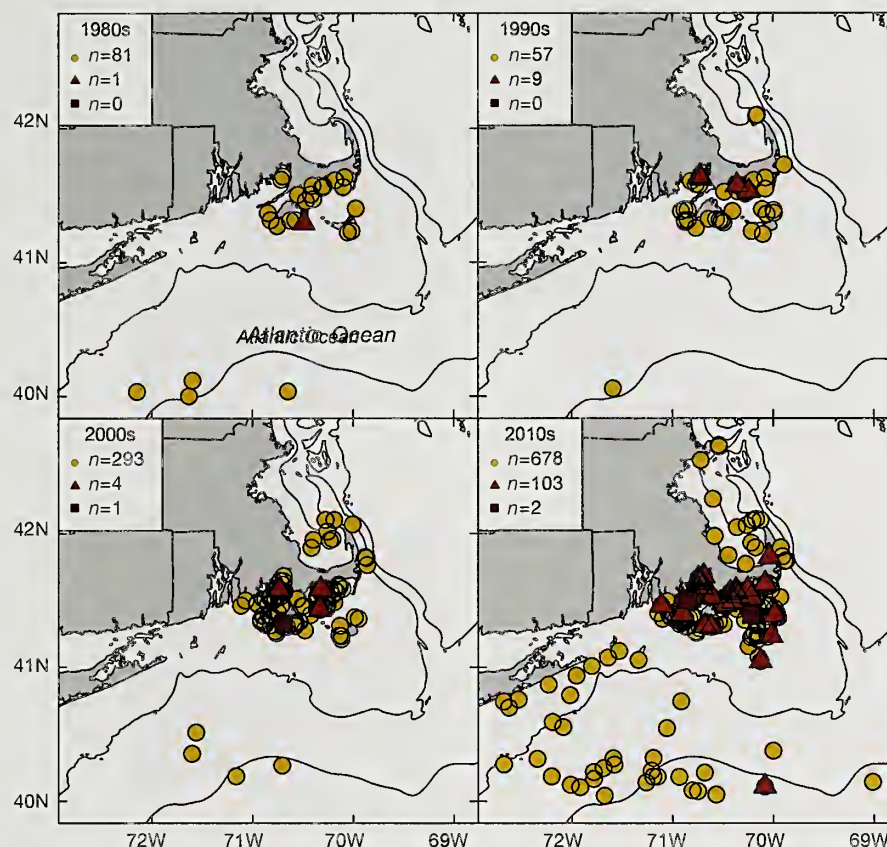 1980s
n=81
n=1
n=0
1990s
n=57
n=9
n=0
42N
41N
40N
Atlantic Ocean
2000s
n=293
n=4
n=1
2010s
n=678
n=103
n=2
42N
41N
40N
72W 71W 70W 69W 72W 71W 70W 69W